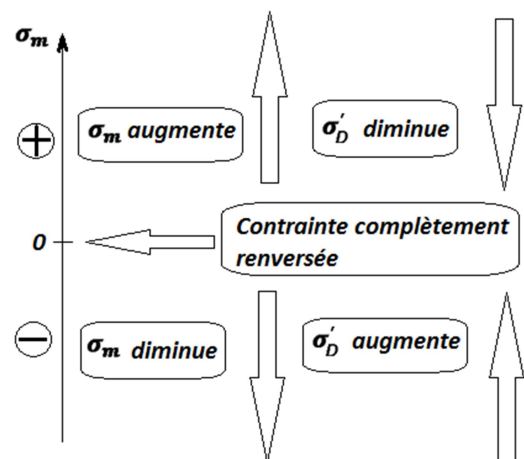 σm
+
σm augmente
σ'D diminue
0
Contrainte complètement
renversée
−
σm diminue
σ'D augmente